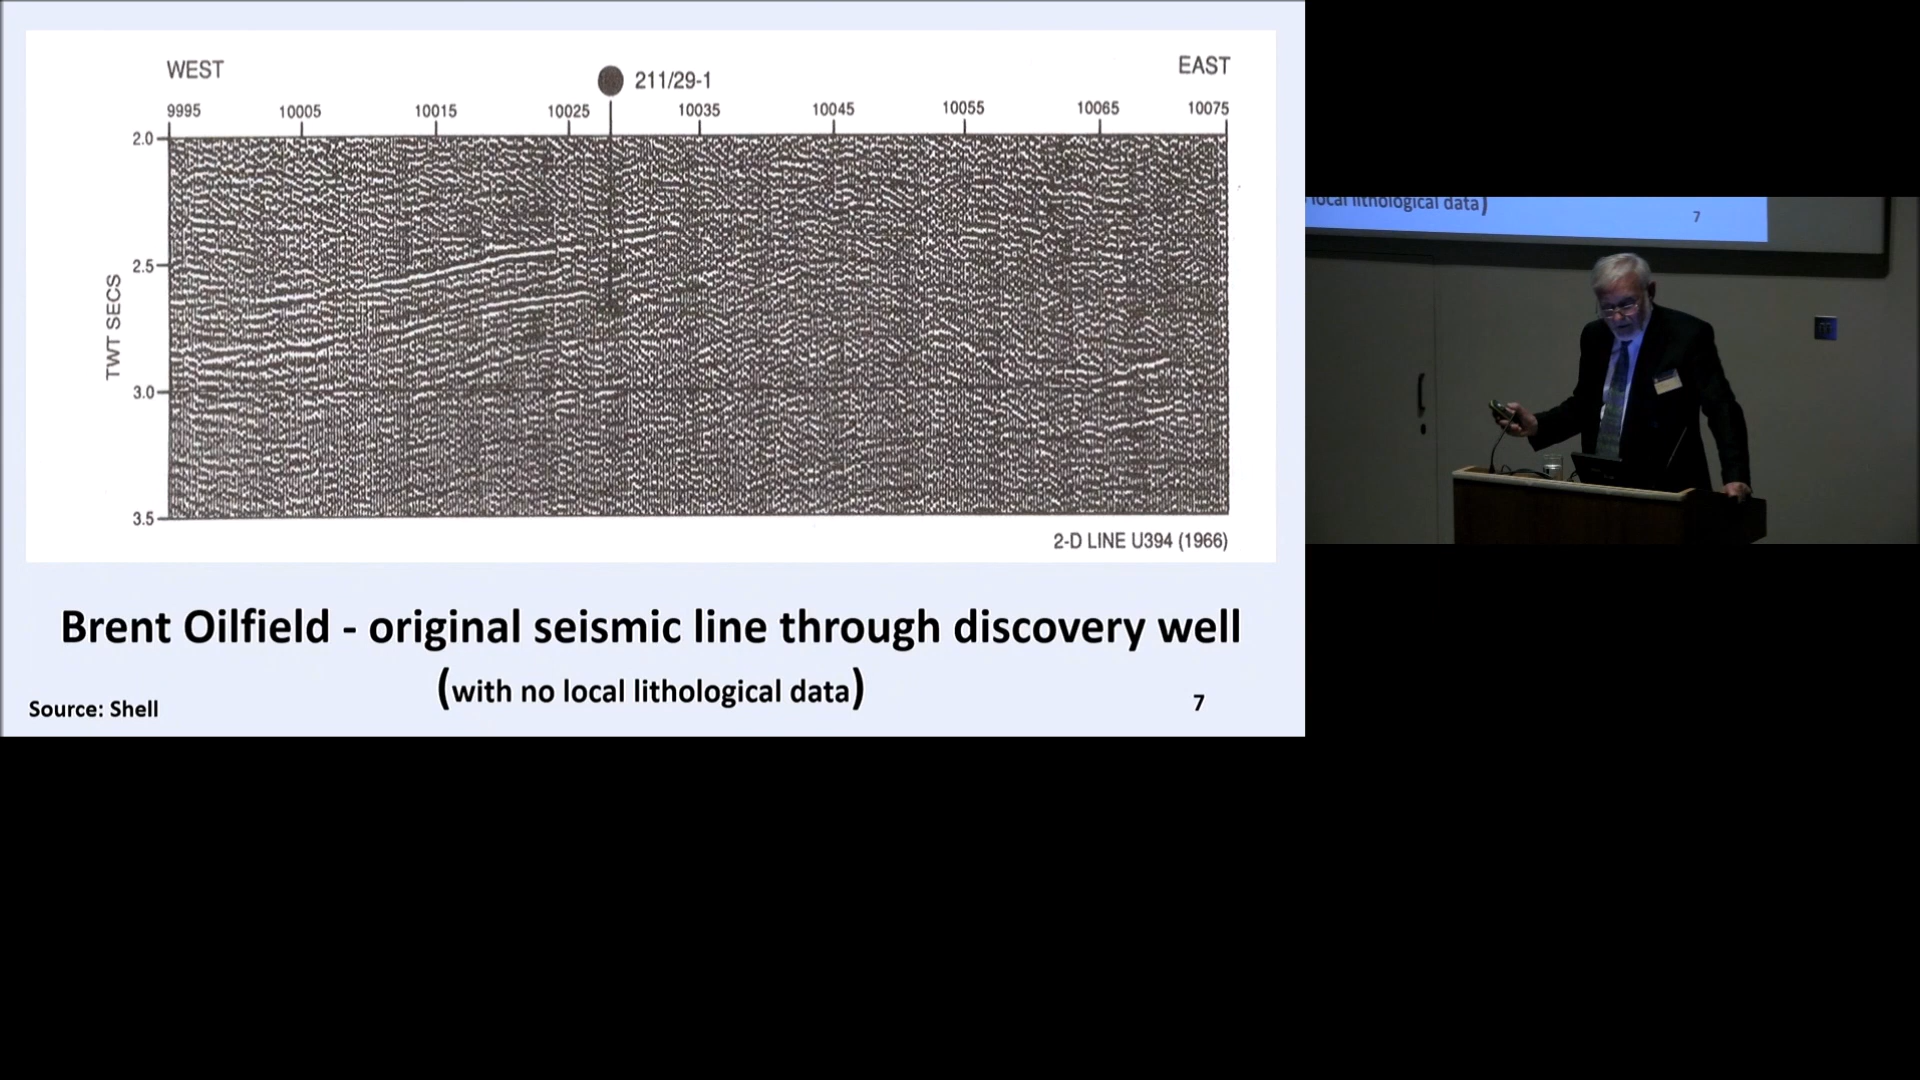 WEST
EAST
211/29-1
9995 10005 10015 10025 10035 10045 10055 10065 10075
2.0
2.5
3.0
3.5
TWT SECS
2-D LINE U394 (1966)
Brent Oilfield - original seismic line through discovery well
(with no local lithological data)
Source: Shell
7
local lithological data)
7